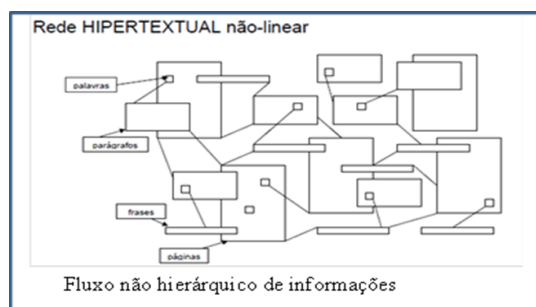 Rede HIPERTEXTUAL não-linear
palavras
parágrafos
frases
páginas
Fluxo não hierárquico de informações